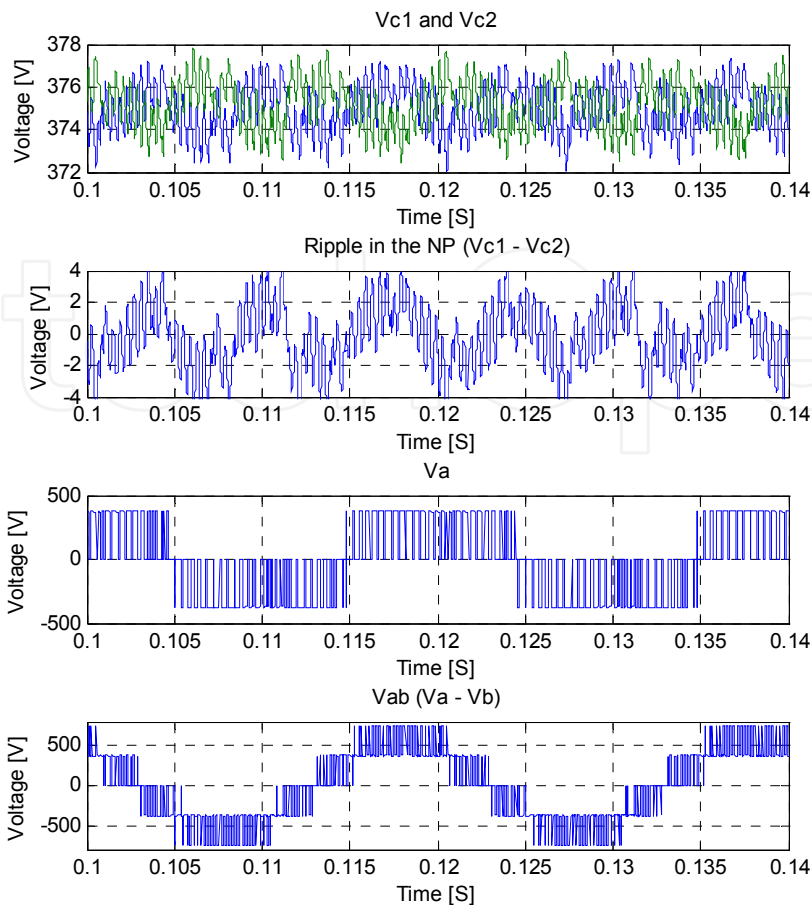 Vc1 and Vc2
Voltage [V]
378
376
374
372
0.1 0.105 0.11 0.115 0.12 0.125 0.13 0.135 0.14
Time [S]
Ripple in the NP (Vc1 - Vc2)
Voltage [V]
4
2
0
-2
-4
0.1 0.105 0.11 0.115 0.12 0.125 0.13 0.135 0.14
Time [S]
Va
Voltage [V]
500
0
-500
0.1 0.105 0.11 0.115 0.12 0.125 0.13 0.135 0.14
Time [S]
Vab (Va - Vb)
Voltage [V]
500
0
-500
0.1 0.105 0.11 0.115 0.12 0.125 0.13 0.135 0.14
Time [S]